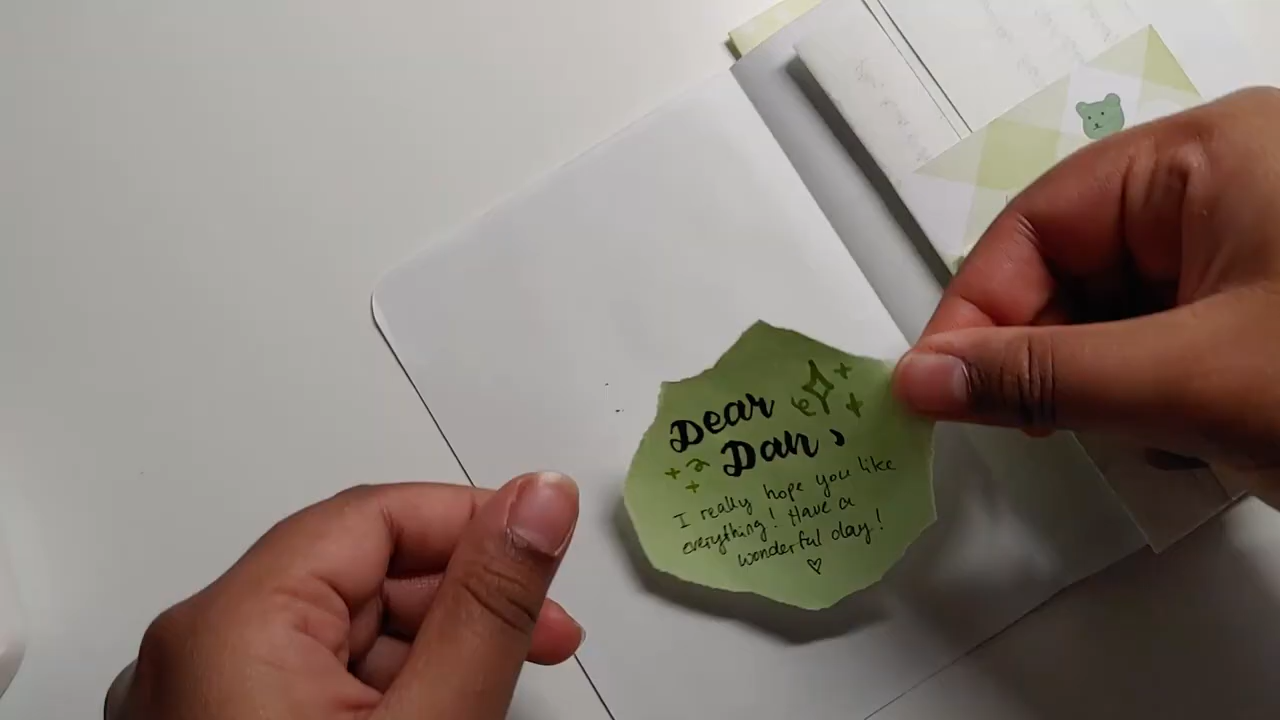 Dear
Dan,
I really hope you like
everything! Have a
wonderful day!